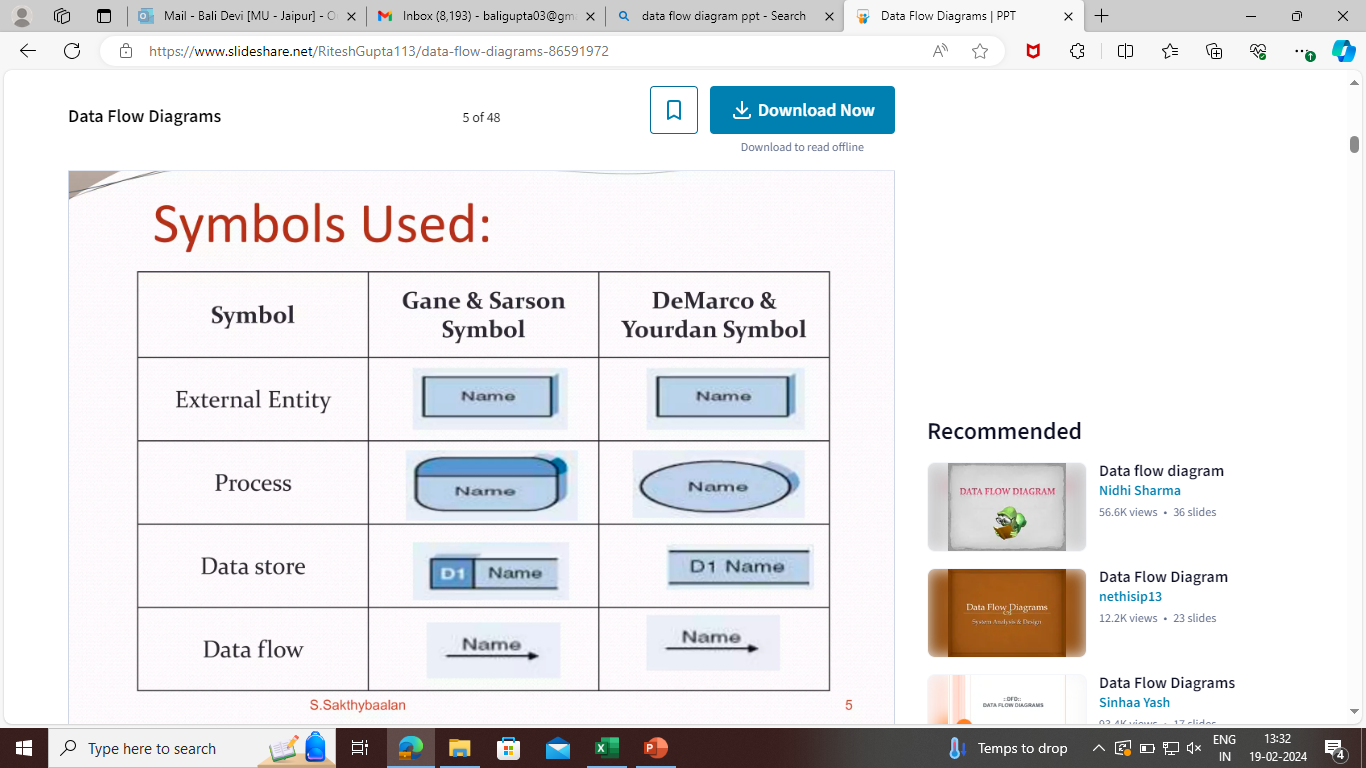 Mail - Bali Devi [MU - Jaipur] - O
Inbox (8,193) - baligupta03@gm
data flow diagram ppt - Search
Data Flow Diagrams | PPT
https://www.slideshare.net/RiteshGupta113/data-flow-diagrams-86591972
Data Flow Diagrams
5 of 48
Download Now
Download to read offline
Symbols Used:
Symbol
Gane & Sarson
Symbol
DeMarco &
Yourdan Symbol
External Entity
Name
Name
Process
Name
Name
Data store
D1 Name
D1 Name
Data flow
Name
Name
S.Sakthybaalan
5
Recommended
DATA FLOW DIAGRAM
Data flow diagram
Nidhi Sharma
56.6K views • 36 slides
Data Flow Diagrams
System Analysis & Design
Data Flow Diagram
nethisip13
12.2K views • 23 slides
::DFD::
DATA FLOW DIAGRAMS
Data Flow Diagrams
Sinhaa Yash
93.4K views • 17 slides
Type here to search
Temps to drop
ENG
IN
13:32
19-02-2024
4